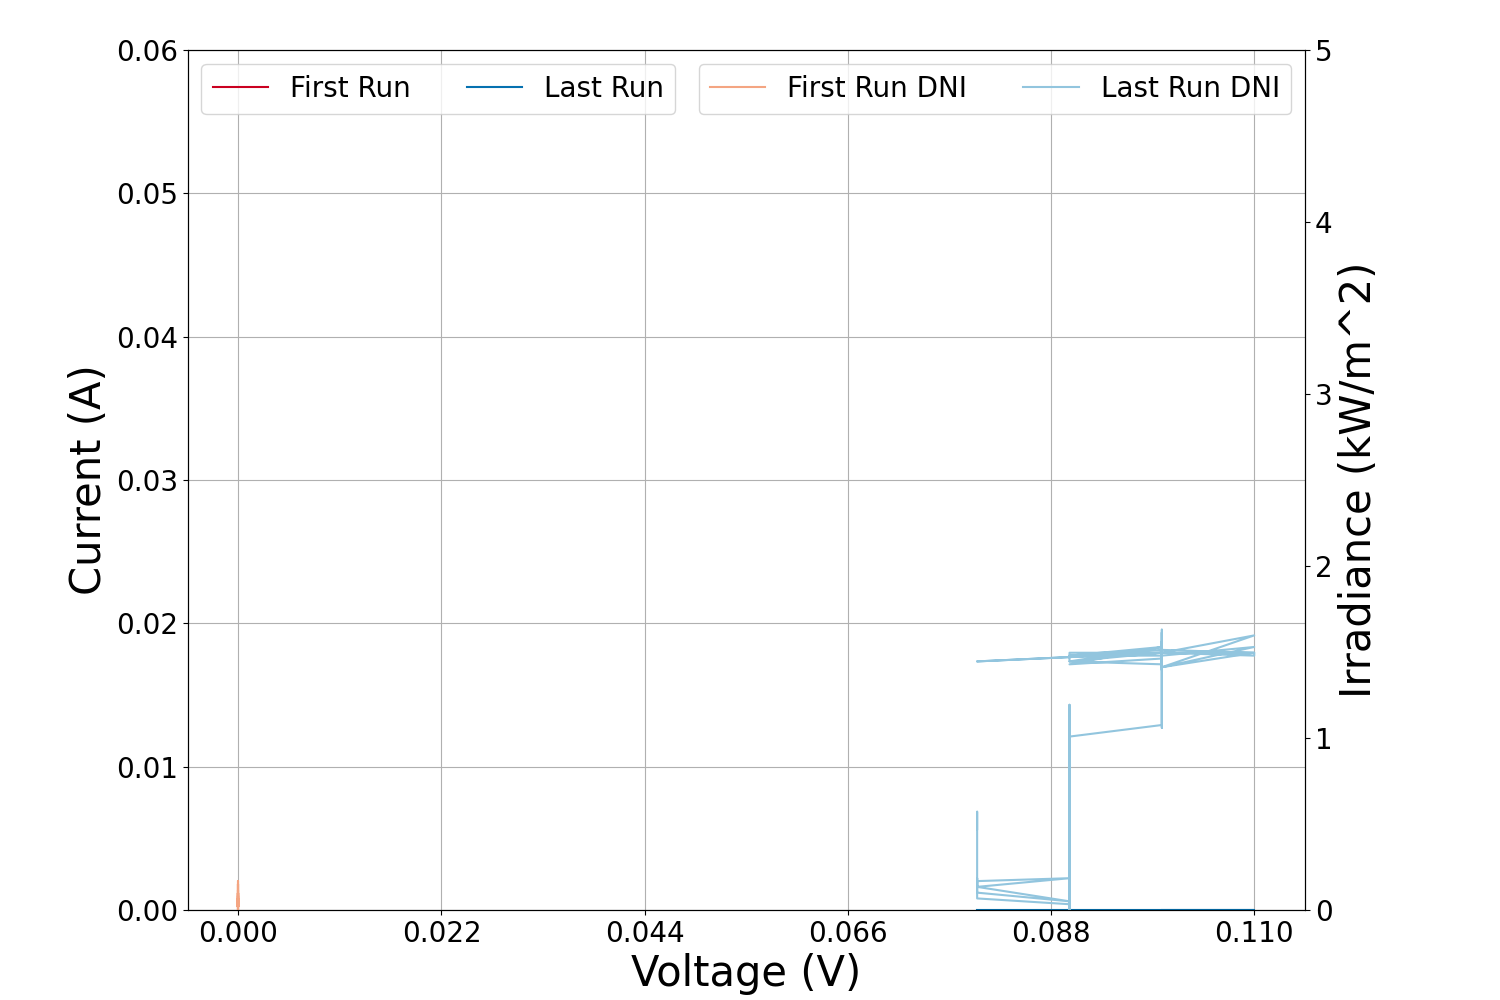 First Run
Last Run
First Run DNI
Last Run DNI
0.06
0.05
0.04
0.03
0.02
0.01
0.00
Current (A)
5
4
3
2
1
0
Irradiance (kW/m^2)
0.000 0.022 0.044 0.066 0.088 0.110
Voltage (V)